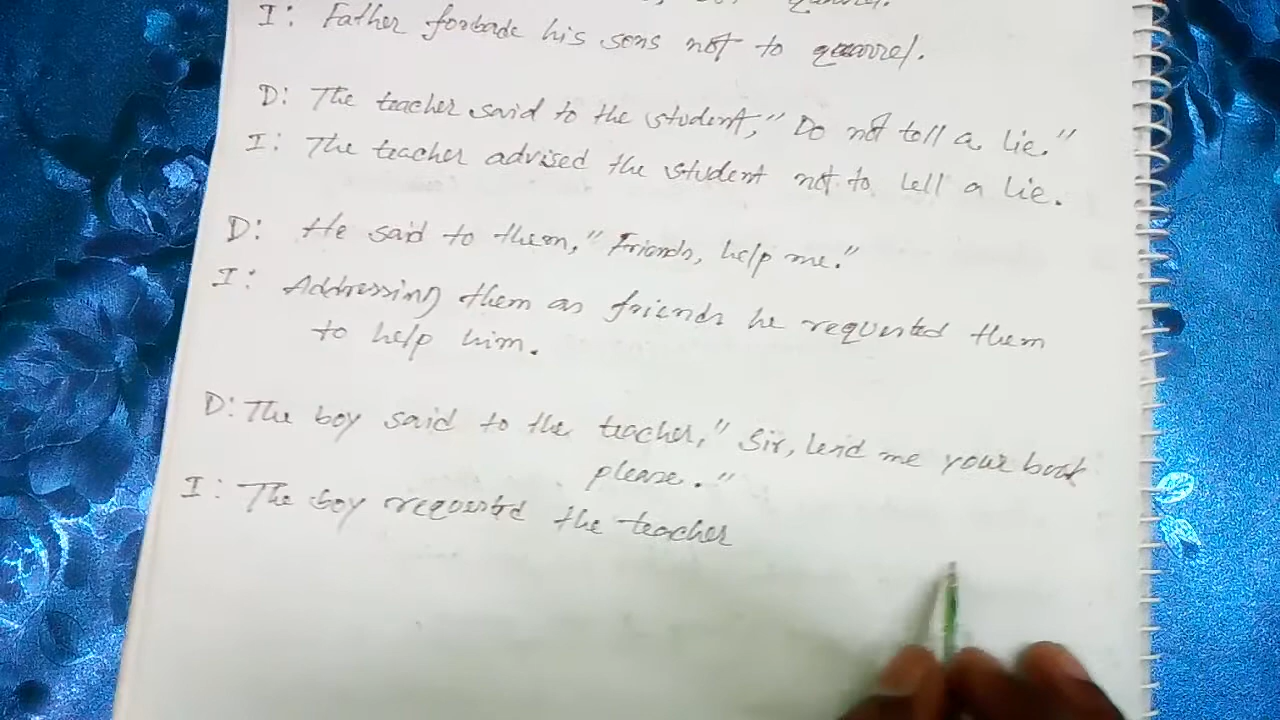 quarrel."
I: Father forbade his sons not to quarrel.
D: The teacher said to the student," Do not tell a lie."
I: The teacher advised the student not to tell a lie.
D: He said to them," Friends, help me."
I: Addressing them as friends he requested them
to help him.
D: The boy said to the teacher," Sir, lend me your book
please."
I: The boy requested the teacher